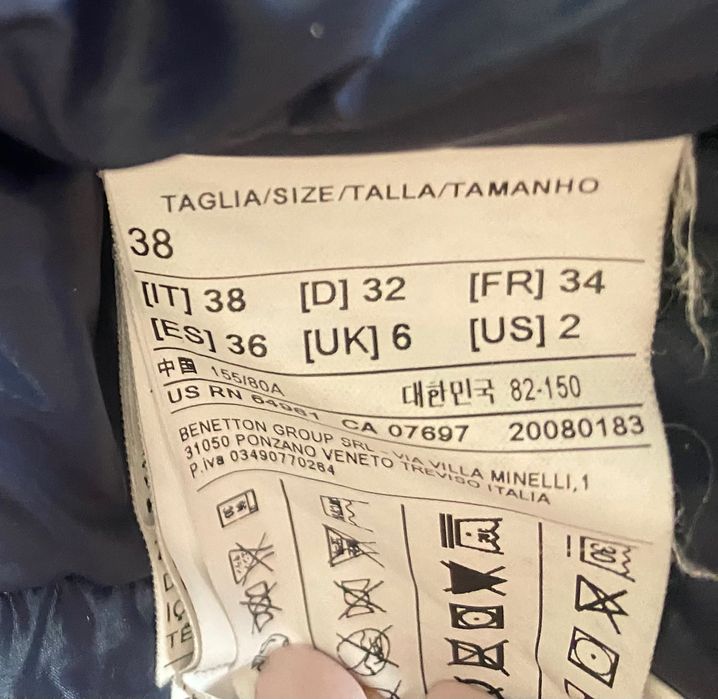 TAGLIA/SIZE/TALLA/TAMANHO
38
[IT] 38 [D] 32 [FR] 34
[ES] 36 [UK] 6 [US] 2
中国 155/80A 대한민국 82-150
US RN 64961 CA 07697 20080183
BENETTON GROUP SRL - VIA VILLA MINELLI,1
31050 PONZANO VENETO TREVISO ITALIA
P.iva 03490770264